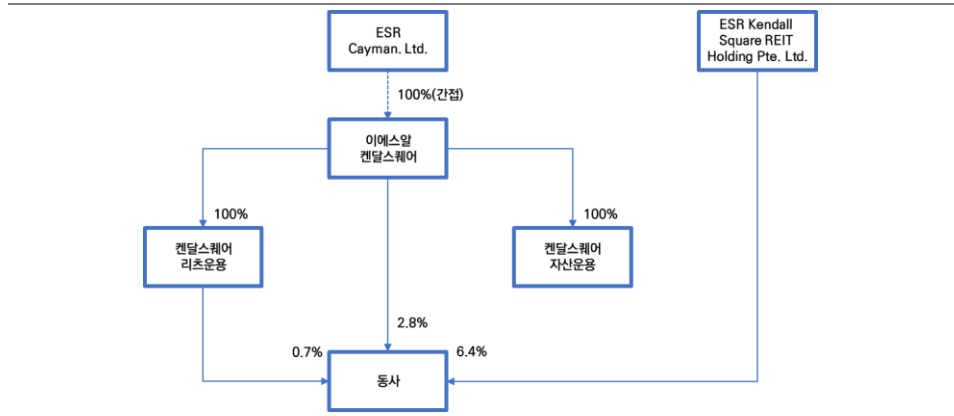 ESR
Cayman. Ltd.
ESR Kendall
Square REIT
Holding Pte. Ltd.
100%(간접)
이에스알
켄달스퀘어
100%
100%
켄달스퀘어
리츠운용
켄달스퀘어
자산운용
2.8%
0.7%
6.4%
동사